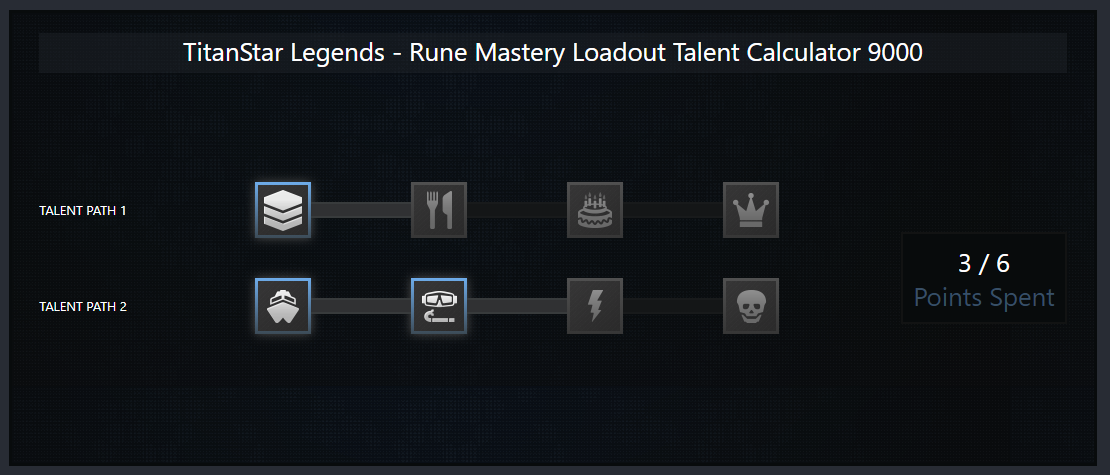 TitanStar Legends - Rune Mastery Loadout Talent Calculator 9000
TALENT PATH 1
TALENT PATH 2
3 / 6
Points Spent